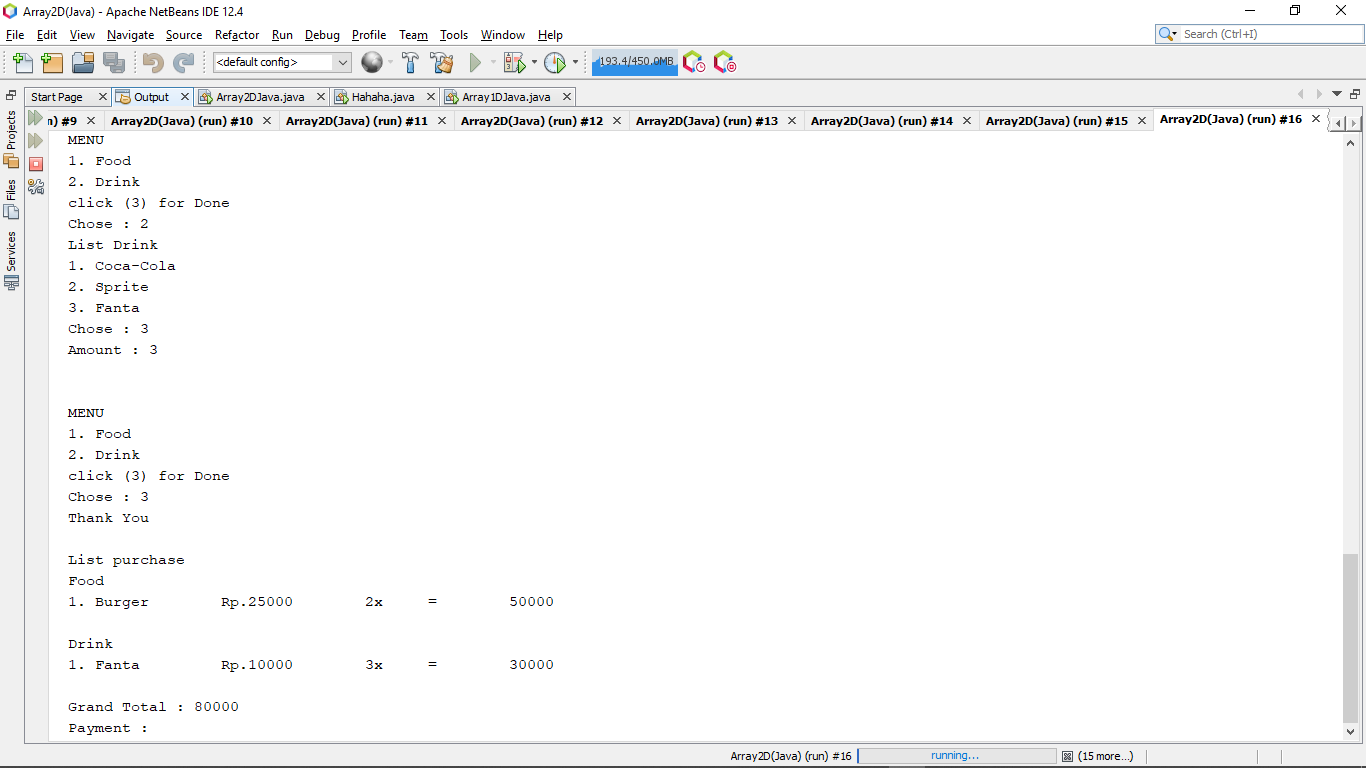 Array2D(Java) - Apache NetBeans IDE 12.4
File Edit View Navigate Source Refactor Run Debug Profile Team Tools Window Help
Search (Ctrl+I)
<default config>
193.4/450.0MB
Start Page Output Array2DJava.java Hahaha.java Array1DJava.java
Projects
Files
Services
n) #9 Array2D(Java) (run) #10 Array2D(Java) (run) #11 Array2D(Java) (run) #12 Array2D(Java) (run) #13 Array2D(Java) (run) #14 Array2D(Java) (run) #15 Array2D(Java) (run) #16
MENU
1. Food
2. Drink
click (3) for Done
Chose : 2
List Drink
1. Coca-Cola
2. Sprite
3. Fanta
Chose : 3
Amount : 3
MENU
1. Food
2. Drink
click (3) for Done
Chose : 3
Thank You
List purchase
Food
1. Burger Rp.25000 2x = 50000
Drink
1. Fanta Rp.10000 3x = 30000
Grand Total : 80000
Payment :
Array2D(Java) (run) #16 running... (15 more...)